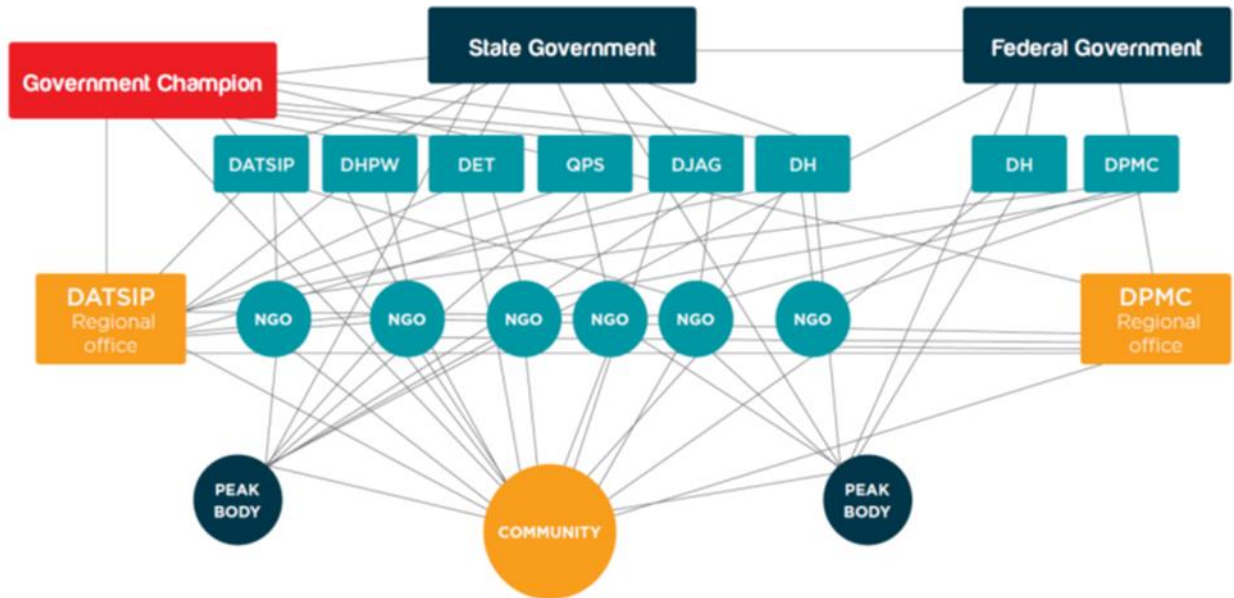 State Government
Federal Government
Government Champion
DATSIP
DHPW
DET
QPS
DJAG
DH
DH
DPMC
DATSIP
Regional
office
NGO
NGO
NGO
NGO
NGO
NGO
DPMC
Regional
office
PEAK
BODY
COMMUNITY
PEAK
BODY